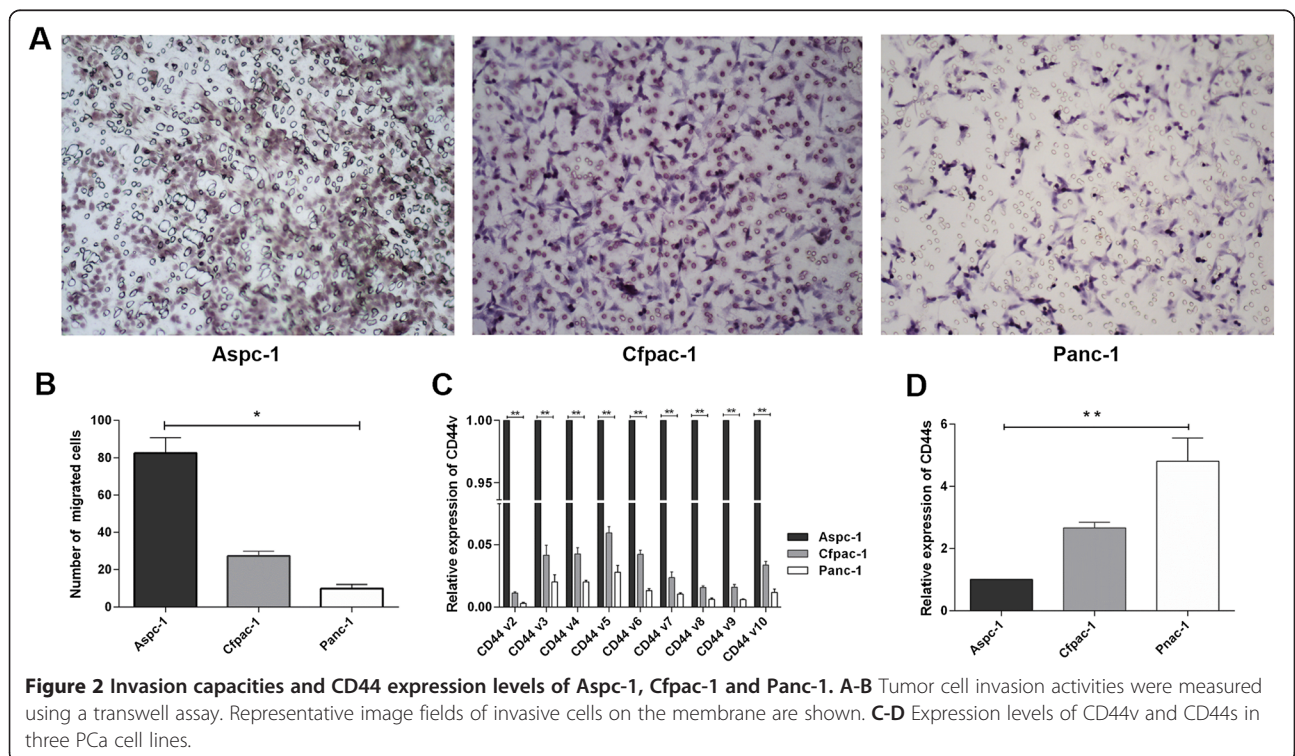 A
Aspc-1
Cfpac-1
Panc-1
B
Number of migrated cells
100
80
60
40
20
0
*
Aspc-1
Cfpac-1
Panc-1
C
Relative expression of CD44v
1.00
0.95
0.05
0.00
** ** ** ** ** ** ** ** **
CD44 v2
CD44 v3
CD44 v4
CD44 v5
CD44 v6
CD44 v7
CD44 v8
CD44 v9
CD44 v10
Aspc-1
Cfpac-1
Panc-1
D
Relative expression of CD44s
6
4
2
0
**
Aspc-1
Cfpac-1
Pnac-1
Figure 2 Invasion capacities and CD44 expression levels of Aspc-1, Cfpac-1 and Panc-1. A-B Tumor cell invasion activities were measured
using a transwell assay. Representative image fields of invasive cells on the membrane are shown. C-D Expression levels of CD44v and CD44s in
three PCa cell lines.